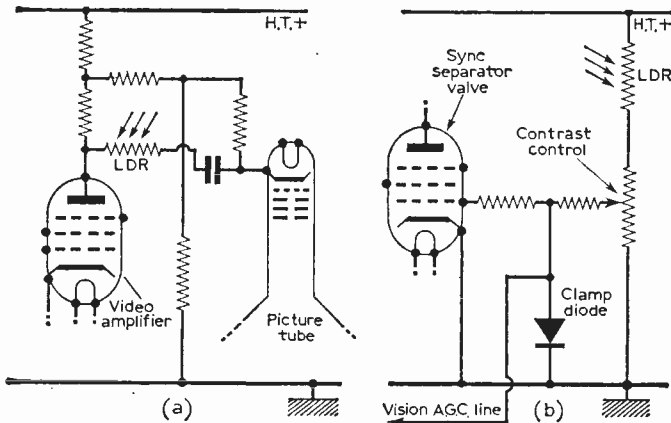 H.T.+
LDR
Video
amplifier
Picture
tube
(a)
H.T.+
Sync
separator
valve
LDR
Contrast
control
Clamp
diode
Vision AGC line
(b)